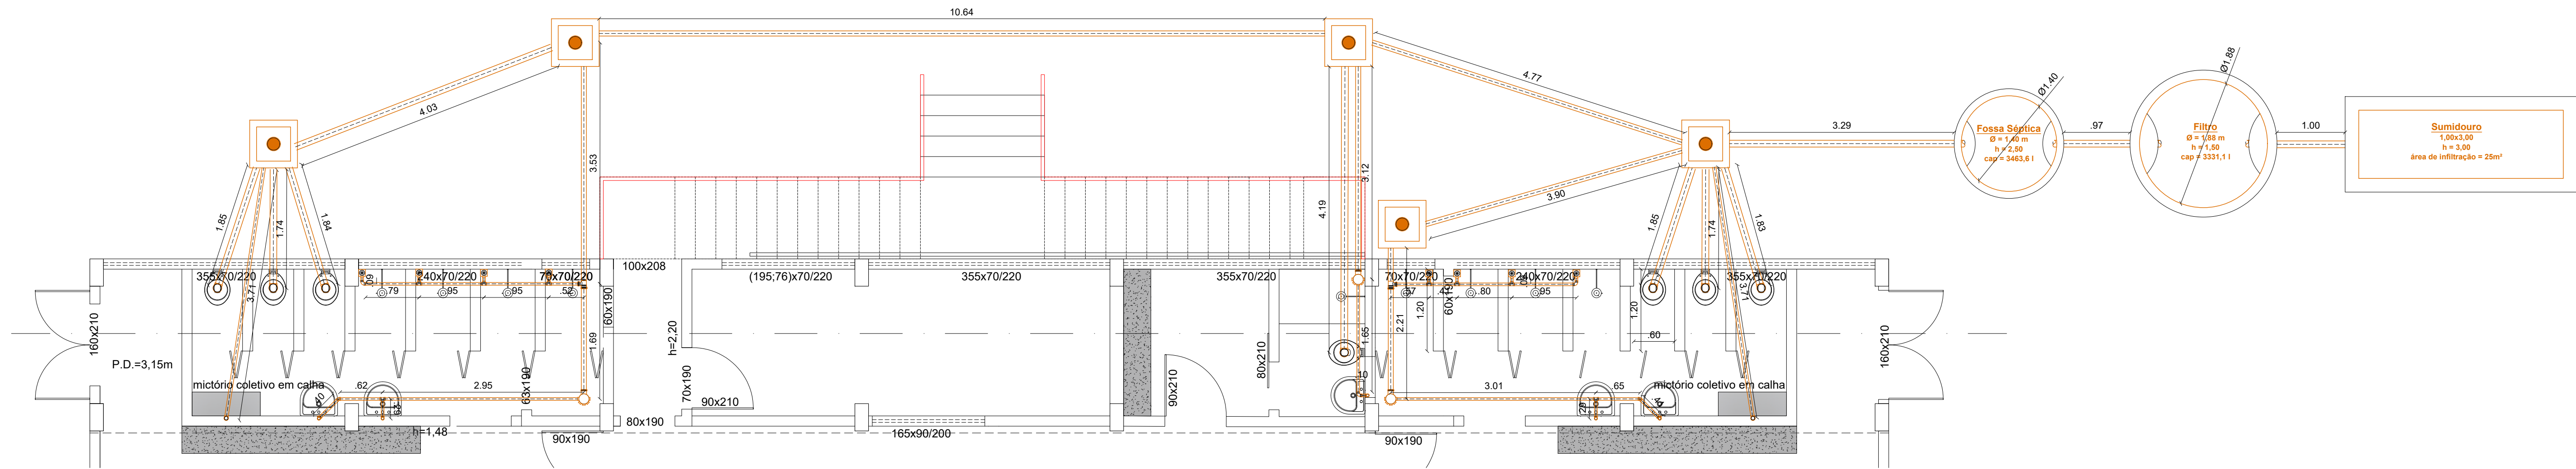 10.64
4.03
3.53
4.77
3.12
4.19
3.90
3.29
Ø1.40
.97
Ø1.88
1.00
Fossa Séptica
Ø = 1,40 m
h = 2,50
cap = 3463,6 l
Filtro
Ø = 1,88 m
h = 1,50
cap = 3331,1 l
Sumidouro
1,00x3,00
h = 3,00
área de infiltração = 25m²
1.85
1.74
1.84
1.85
1.74
1.83
355x70/220
240x70/220
70x70/220
100x208
(195;76)x70/220
355x70/220
355x70/220
70x70/220
240x70/220
355x70/220
3.71
.79
.95
.95
.52
60x190
.57
1.20
60x190
.80
.95
1.20
3.71
160x210
P.D.=3,15m
1.69
h=2,20
1.65
2.21
.60
160x210
mictório coletivo em calha
.62
2.95
63x190
70x190
90x210
90x210
80x210
.10
3.01
.65
mictório coletivo em calha
h=1,48
90x190
80x190
165x90/200
90x190